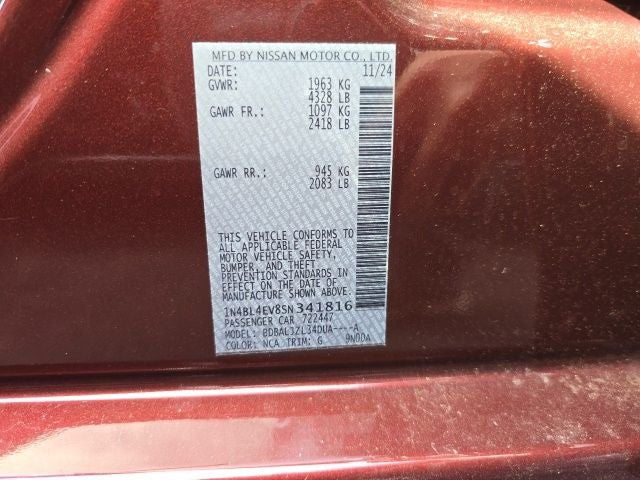 MFD BY NISSAN MOTOR CO., LTD.
DATE: 11/24
GVWR: 1963 KG
4328 LB
GAWR FR.: 1097 KG
2418 LB
GAWR RR.: 945 KG
2083 LB
THIS VEHICLE CONFORMS TO
ALL APPLICABLE FEDERAL
MOTOR VEHICLE SAFETY,
BUMPER, AND THEFT
PREVENTION STANDARDS IN
EFFECT ON THE DATE OF
MANUFACTURE SHOWN ABOVE.
1N4BL4EV8SN341816
PASSENGER CAR 722447
MODEL: BDBALJZL34DUA----A
COLOR: NCA TRIM: G 9N00A